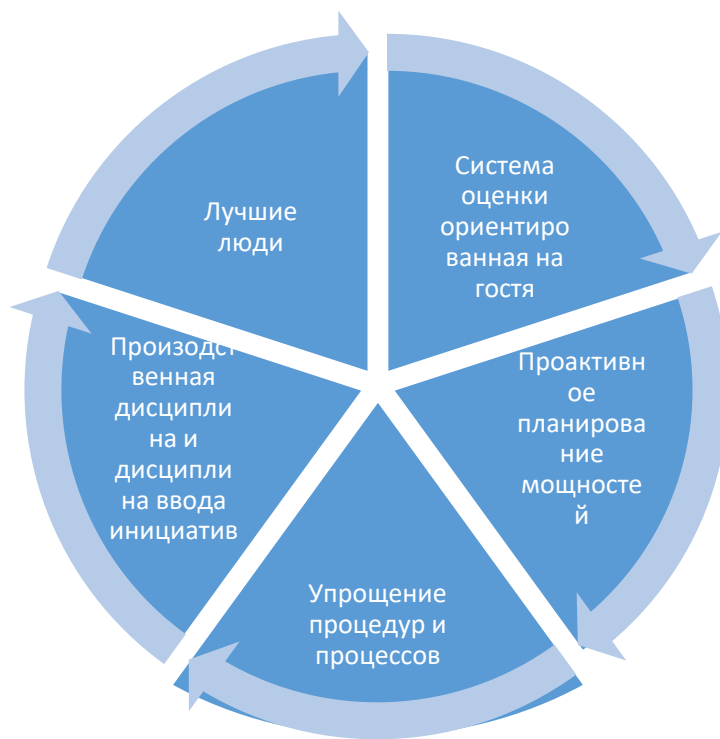 Лучшие
люди
Система
оценки
ориентиро
ванная на
гостя
Проактивн
ое
планирова
ние
мощносте
й
Упрощение
процедур и
процессов
Произодст
венная
дисципли
на и
дисципли
на ввода
инициатив